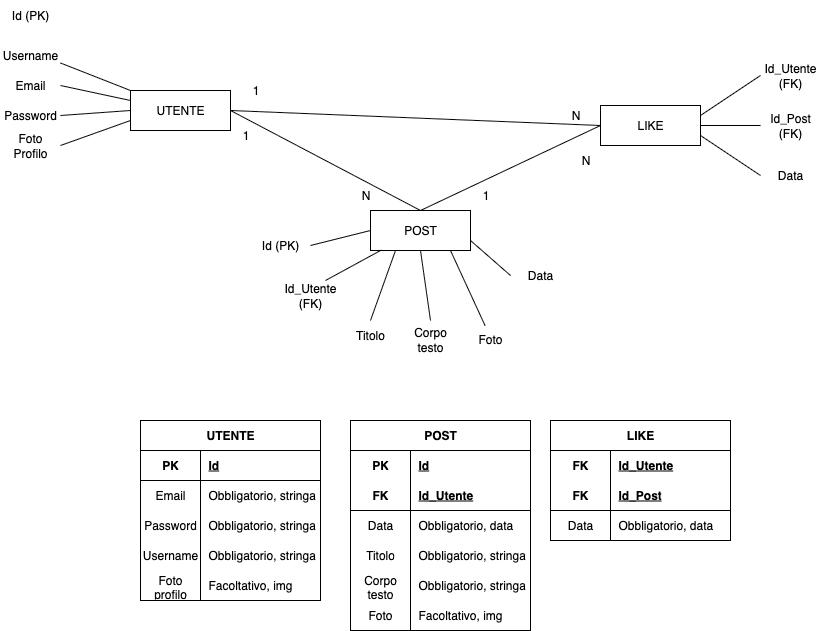 Id (PK)
Username
Email
Password
Foto
Profilo
UTENTE
1
1
N
N
LIKE
Id_Utente
(FK)
Id_Post
(FK)
Data
N
1
POST
Id (PK)
Id_Utente
(FK)
Titolo
Corpo
testo
Foto
Data
UTENTE
PK Id
Email Obbligatorio, stringa
Password Obbligatorio, stringa
Username Obbligatorio, stringa
Foto
profilo
Facoltativo, img
POST
PK Id
FK Id_Utente
Data Obbligatorio, data
Titolo Obbligatorio, stringa
Corpo
testo
Obbligatorio, stringa
Foto Facoltativo, img
LIKE
FK Id_Utente
FK Id_Post
Data Obbligatorio, data